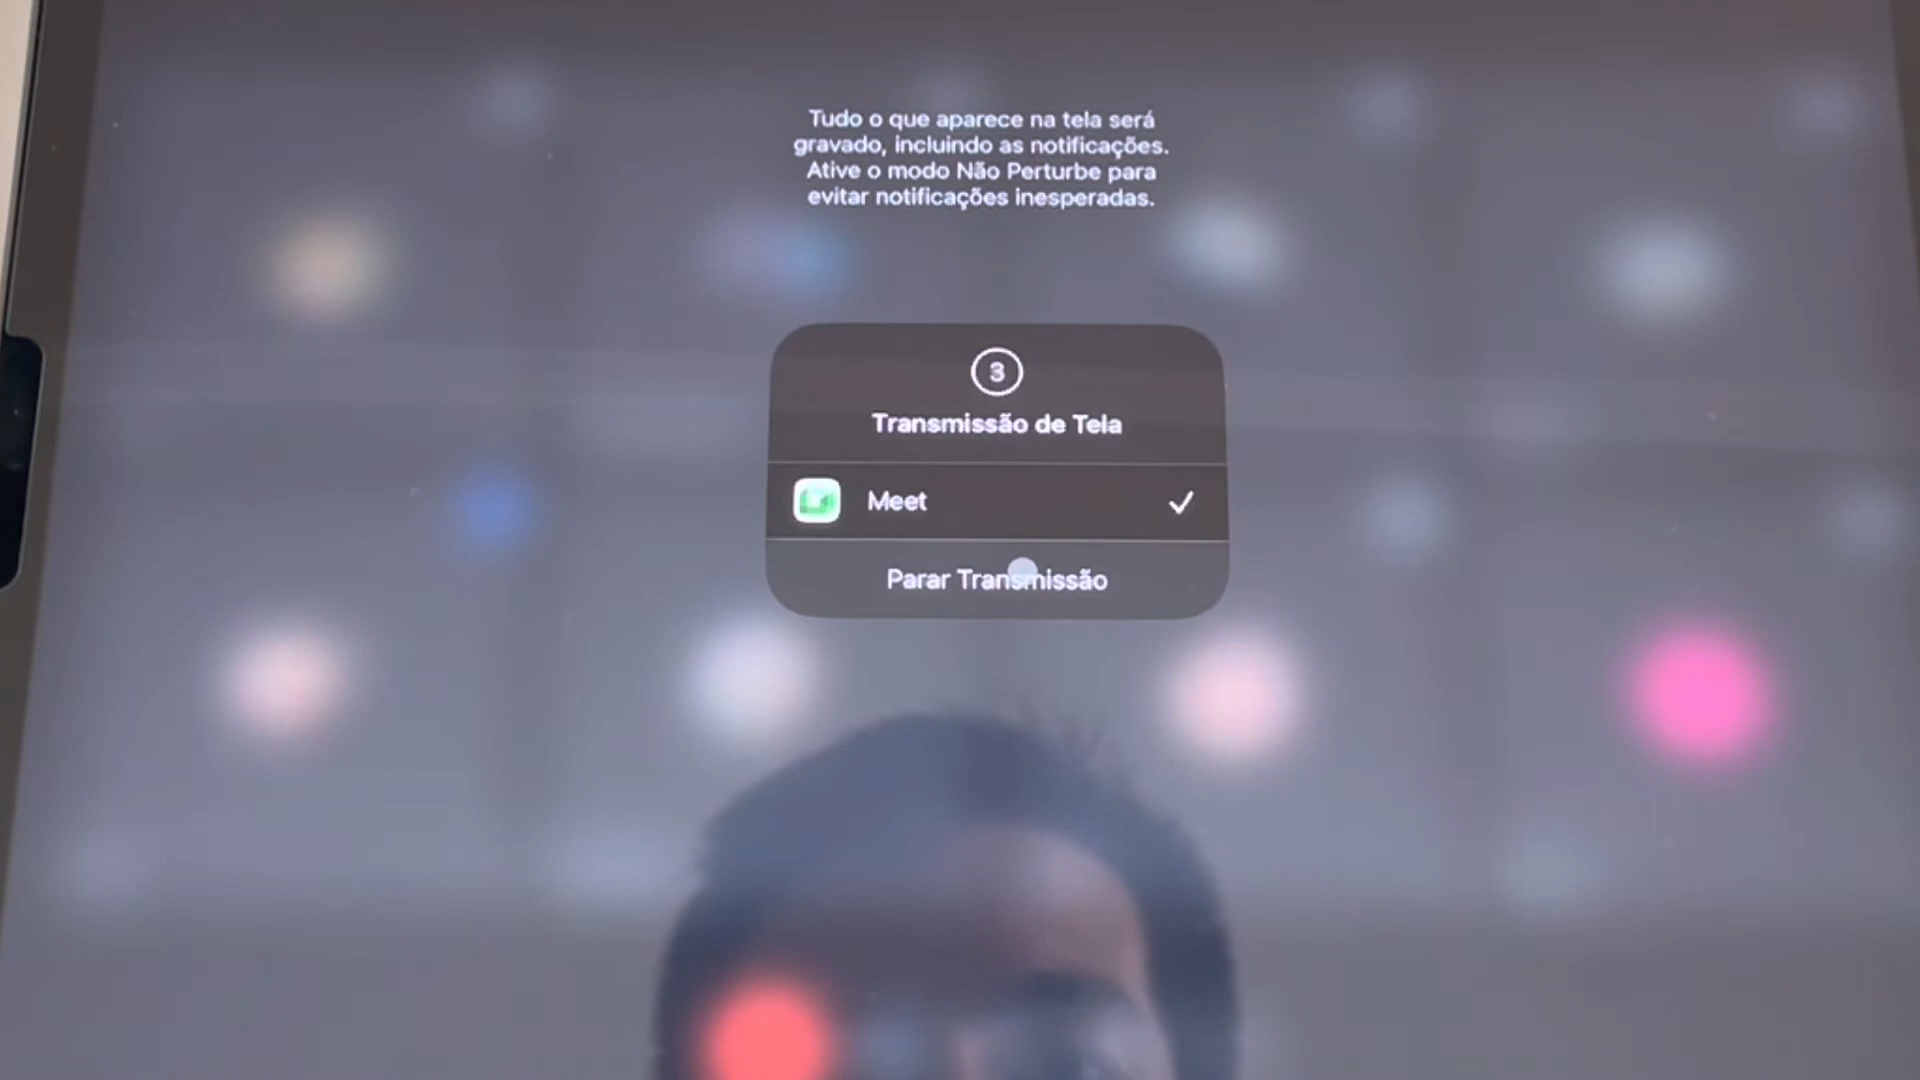 Tudo o que aparece na tela será
gravado, incluindo as notificações.
Ative o modo Não Perturbe para
evitar notificações inesperadas.
3
Transmissão de Tela
Meet
Parar Transmissão